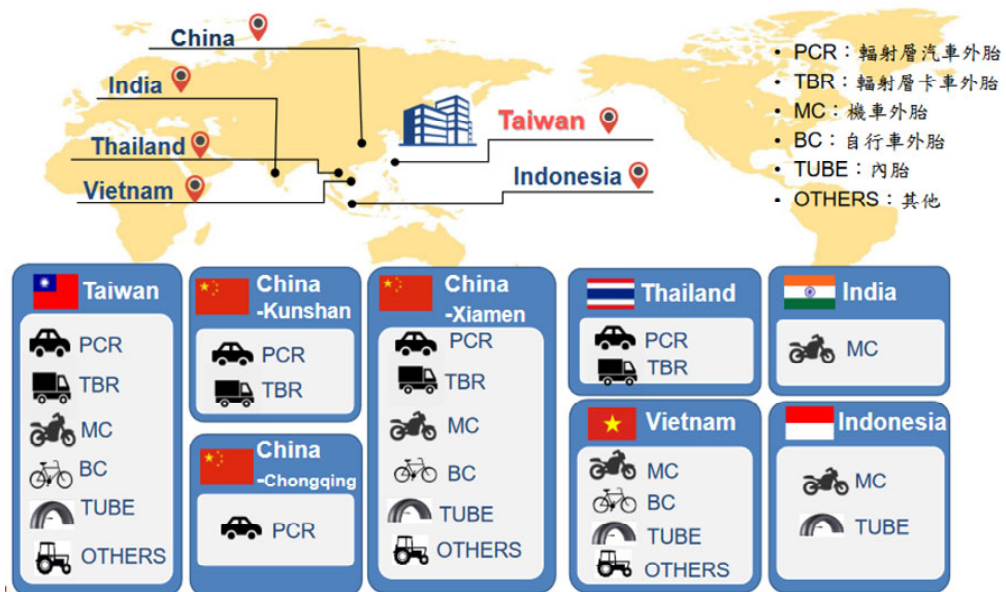 China
India
Thailand
Vietnam
Taiwan
Indonesia
• PCR：輻射層汽車外胎
• TBR：輻射層卡車外胎
• MC：機車外胎
• BC：自行車外胎
• TUBE：內胎
• OTHERS：其他
Taiwan
PCR
TBR
MC
BC
TUBE
OTHERS
China
-Kunshan
PCR
TBR
China
-Chongqing
PCR
China
-Xiamen
PCR
TBR
MC
BC
TUBE
OTHERS
Thailand
PCR
TBR
Vietnam
MC
BC
TUBE
OTHERS
India
MC
Indonesia
MC
TUBE